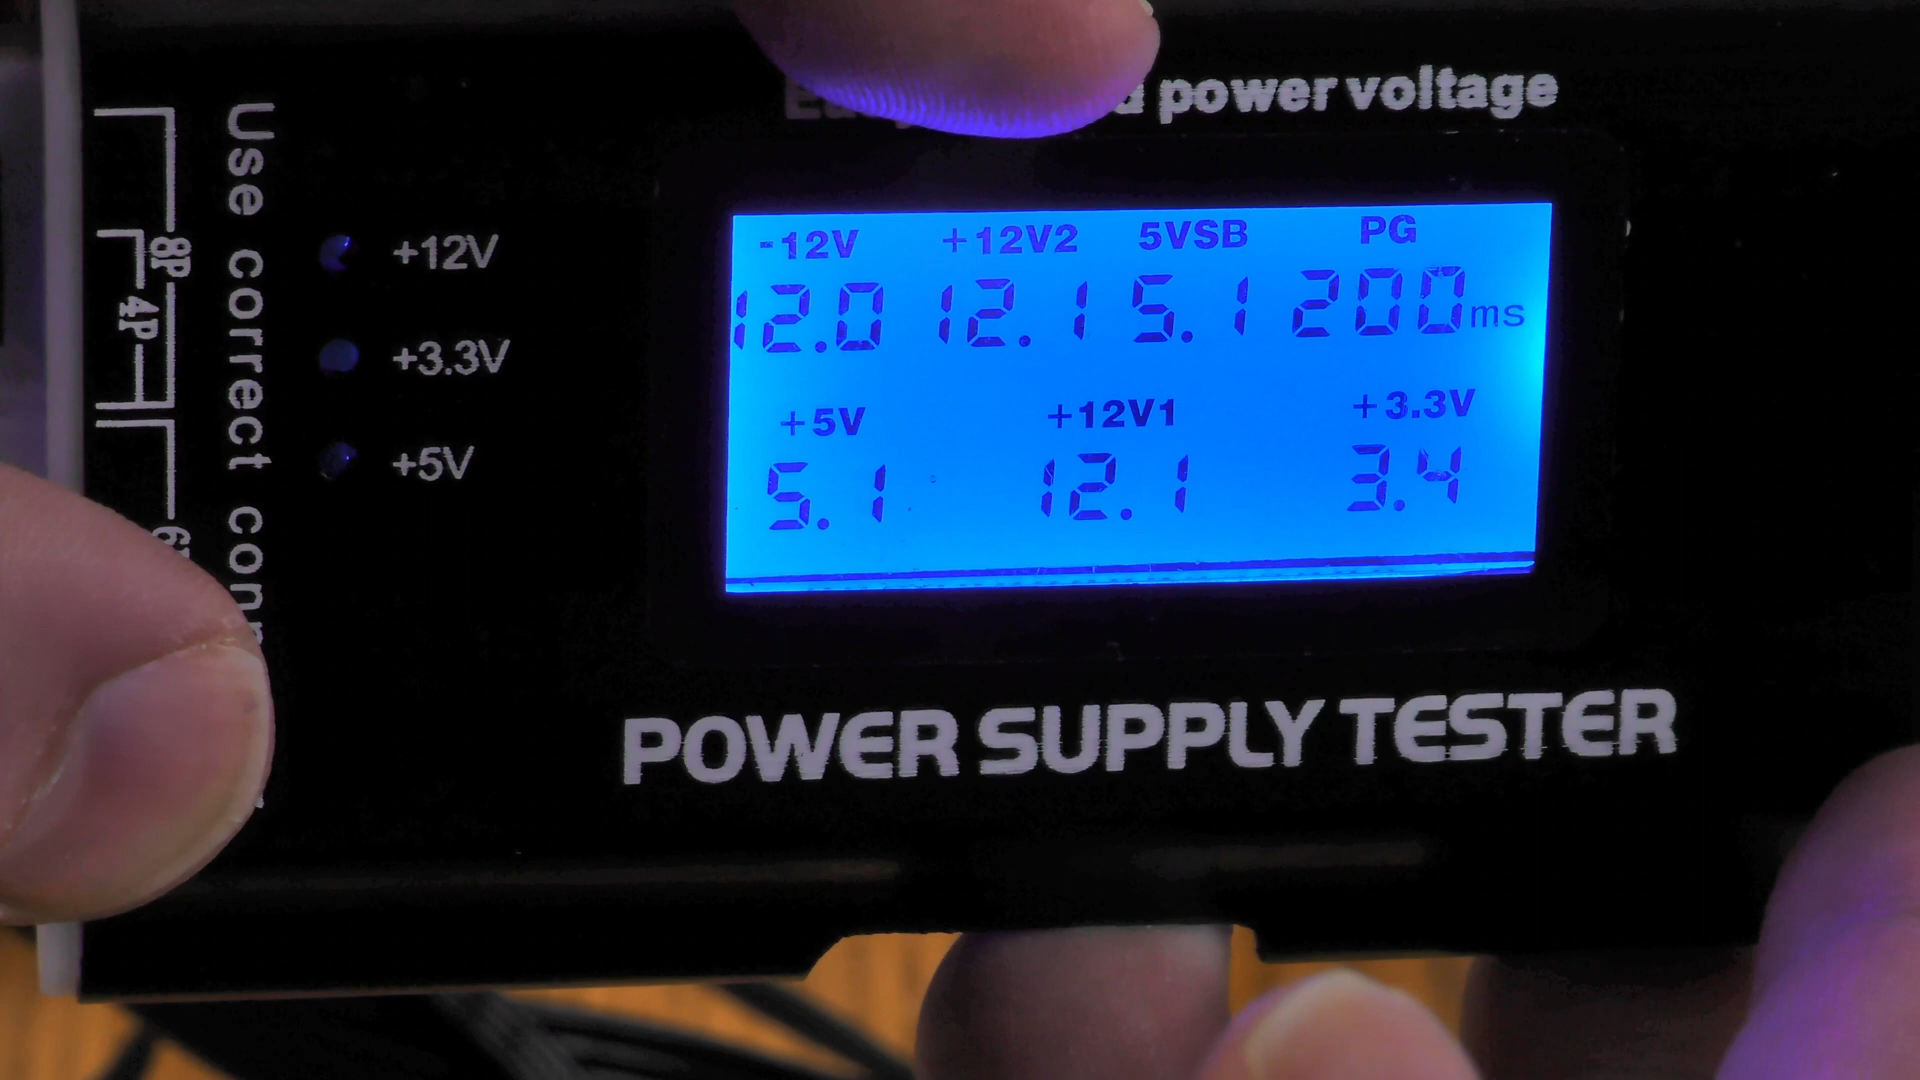 power voltage
Use correct
8P
4P
+12V
+3.3V
+5V
-12V +12V2 5VSB PG
12.0 12.1 5.1 200ms
+5V +12V1 +3.3V
5.1 12.1 3.4
POWER SUPPLY TESTER